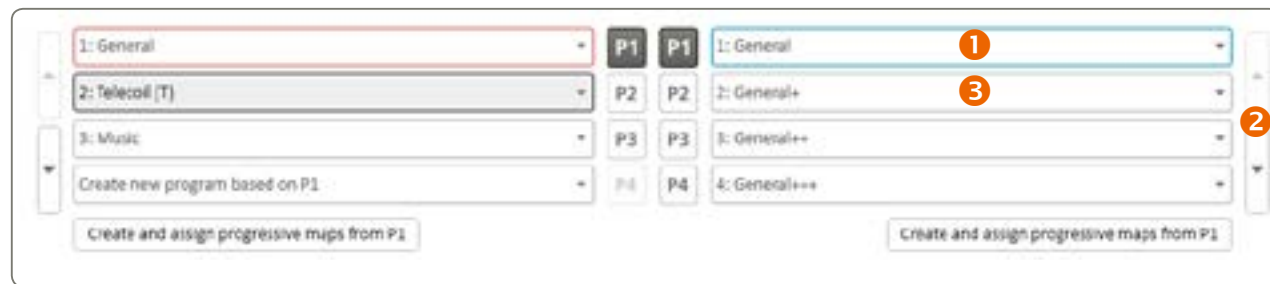 1: General P1 P1 1: General 1
2: Telecoil (T) P2 P2 2: General+ 3
2
3: Music P3 P3 3: General++
Create new program based on P1 P4 P4 4: General+++
Create and assign progressive maps from P1 Create and assign progressive maps from P1